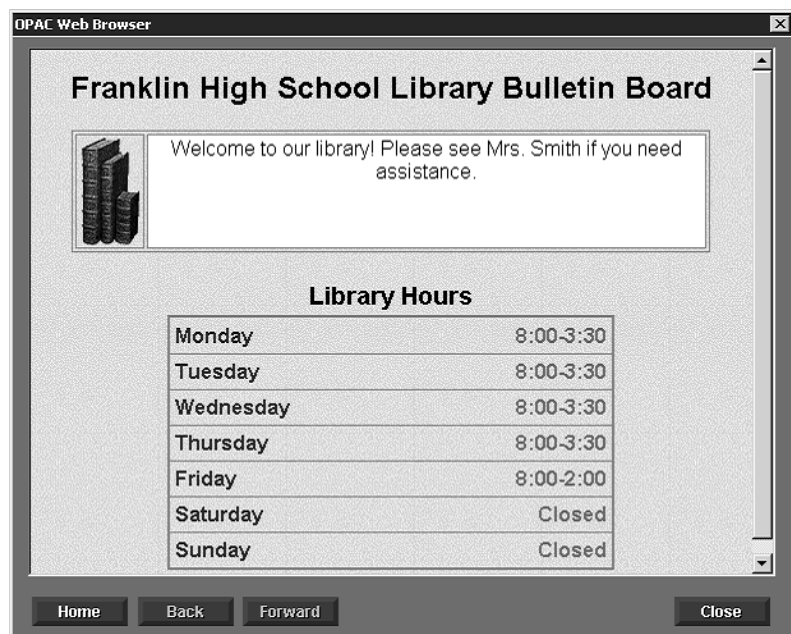 OPAC Web Browser
Franklin High School Library Bulletin Board
Welcome to our library! Please see Mrs. Smith if you need
assistance.
Library Hours
Monday 8:00-3:30
Tuesday 8:00-3:30
Wednesday 8:00-3:30
Thursday 8:00-3:30
Friday 8:00-2:00
Saturday Closed
Sunday Closed
Home Back Forward Close